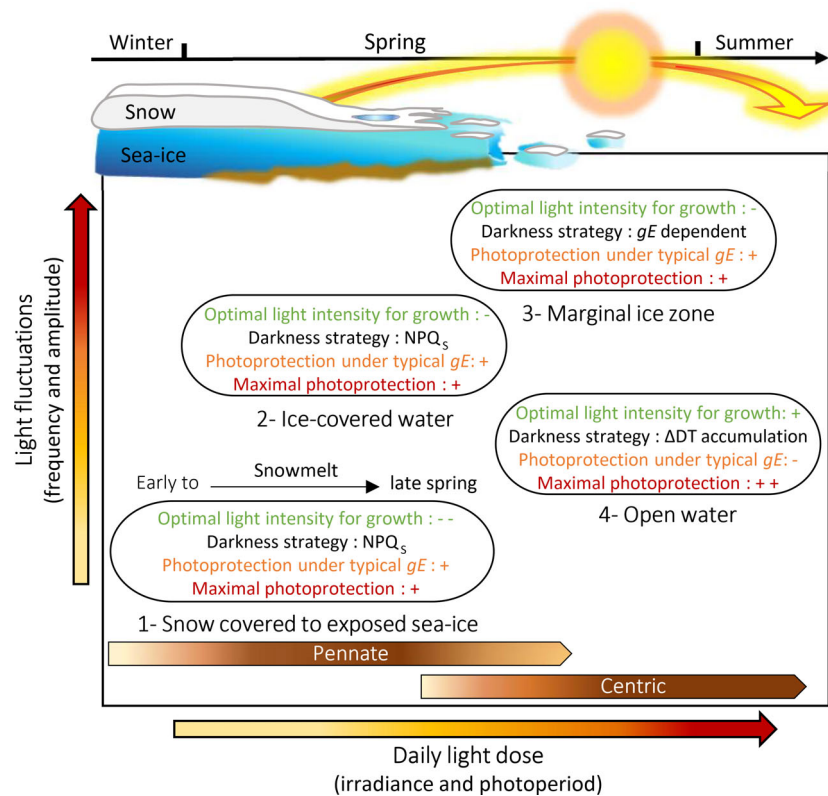 Winter
Spring
Summer
Snow
Sea-ice
Light fluctuations
(frequency and amplitude)
Optimal light intensity for growth : -
Darkness strategy : gE dependent
Photoprotection under typical gE : +
Maximal photoprotection : +
3- Marginal ice zone
Optimal light intensity for growth : -
Darkness strategy : NPQs
Photoprotection under typical gE: +
Maximal photoprotection : +
2- Ice-covered water
Optimal light intensity for growth: +
Darkness strategy : ΔDT accumulation
Photoprotection under typical gE: -
Maximal photoprotection : + +
4- Open water
Early to
Snowmelt
late spring
Optimal light intensity for growth : - -
Darkness strategy : NPQs
Photoprotection under typical gE : +
Maximal photoprotection : +
1- Snow covered to exposed sea-ice
Pennate
Centric
Daily light dose
(irradiance and photoperiod)